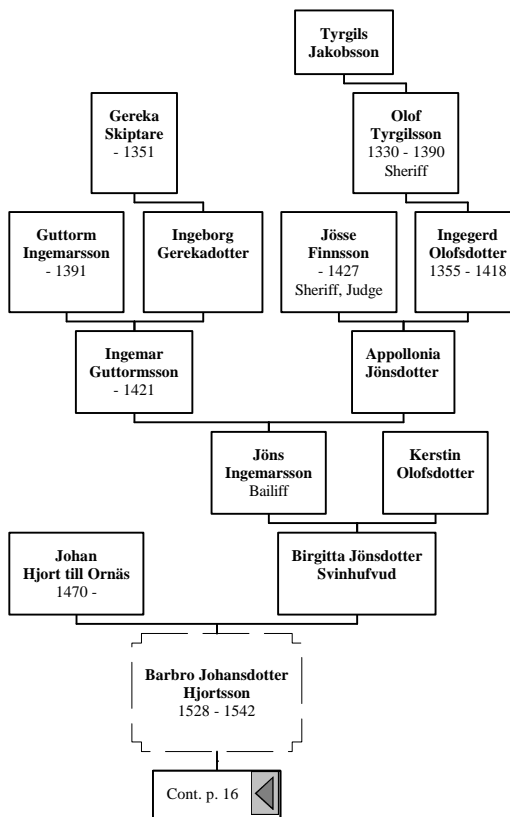 Tyrgils
Jakobsson
Gereka
Skiptare
- 1351
Olof
Tyrgilsson
1330 - 1390
Sheriff
Guttorm
Ingemarsson
- 1391
Ingeborg
Gerekadotter
Jösse
Finnsson
- 1427
Sheriff, Judge
Ingegerd
Olofsdotter
1355 - 1418
Ingemar
Guttormsson
- 1421
Appollonia
Jönsdotter
Jöns
Ingemarsson
Bailiff
Kerstin
Olofsdotter
Johan
Hjort till Ornäs
1470 -
Birgitta Jönsdotter
Svinhufvud
Barbro Johansdotter
Hjortsson
1528 - 1542
Cont. p. 16